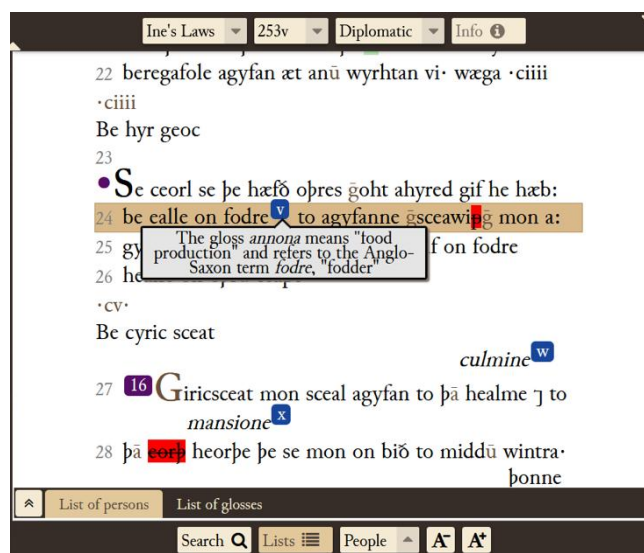 Ine's Laws 253v Diplomatic Info
22 beregafole agyfan æt anū wyrhtan vi· wæga ·ciiii
·ciiii
Be hyr geoc
23
Se ceorl se þe hæfð oþres ḡoht ahyred gif he hæb:
24 be ealle on fodre v to agyfanne ḡsceawiþḡ mon a:
The gloss annona means "food
production" and refers to the Anglo-
Saxon term fodre, "fodder"
25 on fodre
26
·cv·
Be cyric sceat
culmine w
27 16 Giricsceat mon sceal agyfan to þā healme ⁊ to
mansione x
28 þā eorþ heorþe þe se mon on bið to middū wintra·
þonne
List of persons List of glosses
Search Lists People A- A+